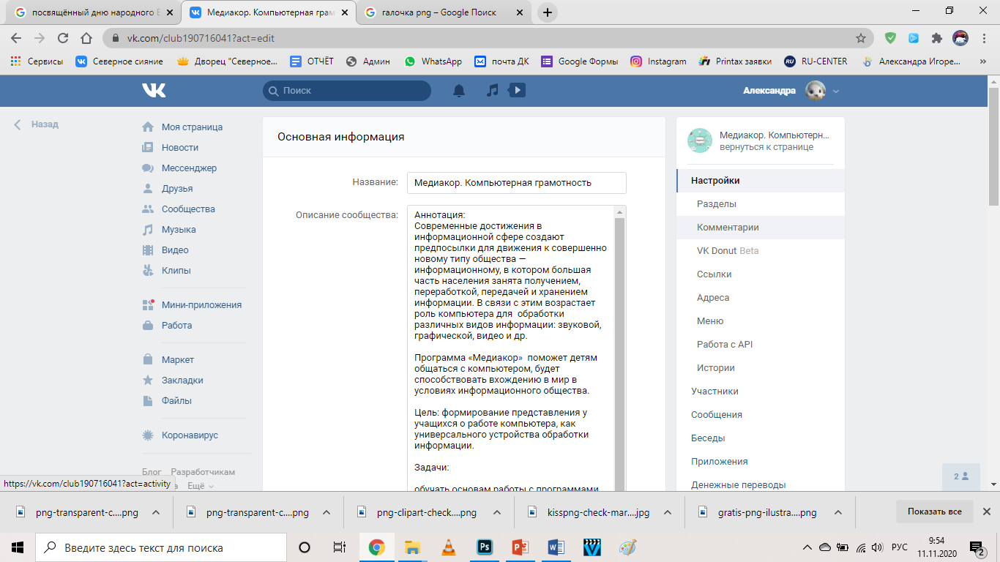 посвящённый дню народного Е
Медиакор. Компьютерная грам
галочка png – Google Поиск
vk.com/club190716041?act=edit
Сервисы
Северное сияние
Дворец "Северное...
ОТЧЁТ
Админ
WhatsApp
почта ДК
Google Формы
Instagram
Printax заявки
RU
RU-CENTER
Александра Игоре...
»
Поиск
Александра
Назад
Моя страница
Новости
Мессенджер
Друзья
Сообщества
Музыка
Видео
Клипы
Мини-приложения
Работа
Маркет
Закладки
Файлы
Коронавирус
Блог Разработчикам
Ещё
https://vk.com/club190716041?act=activity
Основная информация
Название:
Медиакор. Компьютерная грамотность
Описание сообщества:
Аннотация:
Современные достижения в
информационной сфере создают
предпосылки для движения к совершенно
новому типу общества —
информационному, в котором большая
часть населения занята получением,
переработкой, передачей и хранением
информации. В связи с этим возрастает
роль компьютера для  обработки
различных видов информации: звуковой,
графической, видео и др.
Программа «Медиакор»  поможет детям
общаться с компьютером, будет
способствовать вхождению в мир в
условиях информационного общества.
Цель: формирование представления у
учащихся о работе компьютера, как
универсального устройства обработки
информации.
Задачи:
обучать основам работы с программами
Медиакор. Компьютерн...
вернуться к странице
Настройки
Разделы
Комментарии
VK Donut Beta
Ссылки
Адреса
Меню
Работа с API
Истории
Участники
Сообщения
Беседы
Приложения
Денежные переводы
2
png-transparent-c....png
png-transparent-c....png
png-clipart-check....png
kisspng-check-mar....jpg
gratis-png-ilustra....png
Показать все
Введите здесь текст для поиска
Ps
РУС
9:54
11.11.2020
2